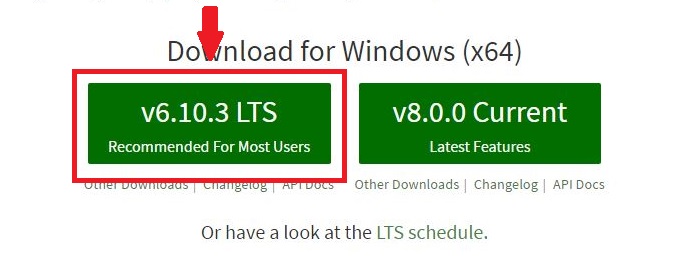 Download for Windows (x64)
v6.10.3 LTS
Recommended For Most Users
v8.0.0 Current
Latest Features
Other Downloads | Changelog | API Docs
Other Downloads | Changelog | API Docs
Or have a look at the LTS schedule.